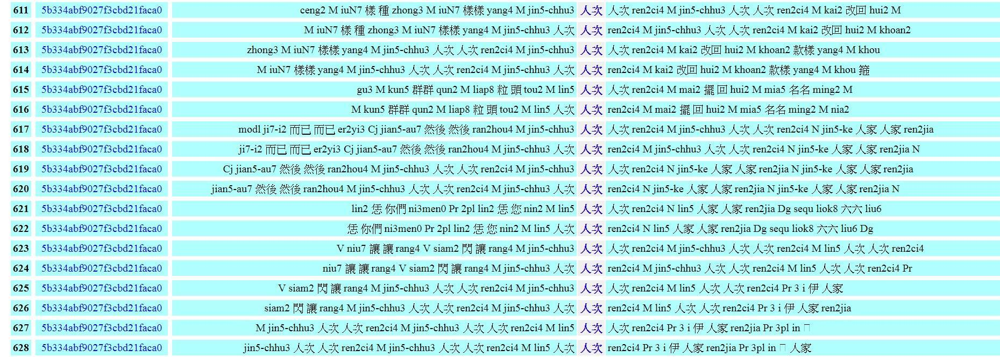 611 5b334abf9027f3cbd21faca0 ceng2 M iuN7 樣 種 zhong3 M iuN7 樣樣 yang4 M jin5-chhu3 人次 人次 ren2ci4 M jin5-chhu3 人次 人次 ren2ci4 M kai2 改回 hui2 M
612 5b334abf9027f3cbd21faca0 M iuN7 樣 種 zhong3 M iuN7 樣樣 yang4 M jin5-chhu3 人次 人次 ren2ci4 M jin5-chhu3 人次 人次 ren2ci4 M kai2 改回 hui2 M khoan2
613 5b334abf9027f3cbd21faca0 zhong3 M iuN7 樣樣 yang4 M jin5-chhu3 人次 人次 ren2ci4 M jin5-chhu3 人次 人次 ren2ci4 M kai2 改回 hui2 M khoan2 款樣 yang4 M khou
614 5b334abf9027f3cbd21faca0 M iuN7 樣樣 yang4 M jin5-chhu3 人次 人次 ren2ci4 M jin5-chhu3 人次 人次 ren2ci4 M kai2 改回 hui2 M khoan2 款樣 yang4 M khou 箍
615 5b334abf9027f3cbd21faca0 gu3 M kun5 群群 qun2 M liap8 粒 頭 tou2 M lin5 人次 人次 ren2ci4 M mai2 擺 回 hui2 M mia5 名名 ming2 M
616 5b334abf9027f3cbd21faca0 M kun5 群群 qun2 M liap8 粒 頭 tou2 M lin5 人次 人次 ren2ci4 M mai2 擺 回 hui2 M mia5 名名 ming2 M nia2
617 5b334abf9027f3cbd21faca0 modl ji7-i2 而已 而已 er2yi3 Cj jian5-au7 然後 然後 ran2hou4 M jin5-chhu3 人次 人次 ren2ci4 M jin5-chhu3 人次 人次 ren2ci4 N jin5-ke 人家 人家 ren2jia
618 5b334abf9027f3cbd21faca0 ji7-i2 而已 而已 er2yi3 Cj jian5-au7 然後 然後 ran2hou4 M jin5-chhu3 人次 人次 ren2ci4 M jin5-chhu3 人次 人次 ren2ci4 N jin5-ke 人家 人家 ren2jia N
619 5b334abf9027f3cbd21faca0 Cj jian5-au7 然後 然後 ran2hou4 M jin5-chhu3 人次 人次 ren2ci4 M jin5-chhu3 人次 人次 ren2ci4 N jin5-ke 人家 人家 ren2jia N jin5-ke 人家 人家 ren2jia
620 5b334abf9027f3cbd21faca0 jian5-au7 然後 然後 ran2hou4 M jin5-chhu3 人次 人次 ren2ci4 M jin5-chhu3 人次 人次 ren2ci4 N jin5-ke 人家 人家 ren2jia N jin5-ke 人家 人家 ren2jia N
621 5b334abf9027f3cbd21faca0 lin2 恁 你們 ni3men0 Pr 2pl lin2 恁 您 nin2 M lin5 人次 人次 ren2ci4 N lin5 人家 人家 ren2jia Dg sequ liok8 六六 liu6
622 5b334abf9027f3cbd21faca0 恁 你們 ni3men0 Pr 2pl lin2 恁 您 nin2 M lin5 人次 人次 ren2ci4 N lin5 人家 人家 ren2jia Dg sequ liok8 六六 liu6 Dg
623 5b334abf9027f3cbd21faca0 V niu7 讓 讓 rang4 V siam2 閃 讓 rang4 M jin5-chhu3 人次 人次 ren2ci4 M jin5-chhu3 人次 人次 ren2ci4 M lin5 人次 人次 ren2ci4
624 5b334abf9027f3cbd21faca0 niu7 讓 讓 rang4 V siam2 閃 讓 rang4 M jin5-chhu3 人次 人次 ren2ci4 M jin5-chhu3 人次 人次 ren2ci4 M lin5 人次 人次 ren2ci4 Pr
625 5b334abf9027f3cbd21faca0 V siam2 閃 讓 rang4 M jin5-chhu3 人次 人次 ren2ci4 M jin5-chhu3 人次 人次 ren2ci4 M lin5 人次 人次 ren2ci4 Pr 3 i 伊 人家
626 5b334abf9027f3cbd21faca0 siam2 閃 讓 rang4 M jin5-chhu3 人次 人次 ren2ci4 M jin5-chhu3 人次 人次 ren2ci4 M lin5 人次 人次 ren2ci4 Pr 3 i 伊 人家 ren2jia
627 5b334abf9027f3cbd21faca0 M jin5-chhu3 人次 人次 ren2ci4 M jin5-chhu3 人次 人次 ren2ci4 M lin5 人次 人次 ren2ci4 Pr 3 i 伊 人家 ren2jia Pr 3pl in
628 5b334abf9027f3cbd21faca0 jin5-chhu3 人次 人次 ren2ci4 M jin5-chhu3 人次 人次 ren2ci4 M lin5 人次 人次 ren2ci4 Pr 3 i 伊 人家 ren2jia Pr 3pl in 人家